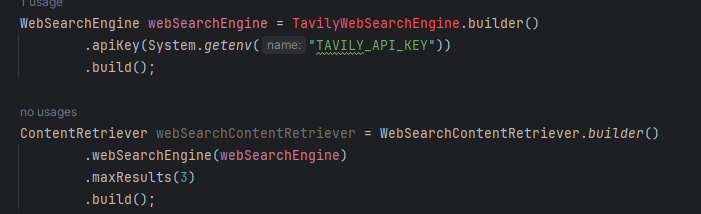 1 usage
WebSearchEngine webSearchEngine = TavilyWebSearchEngine.builder()
.apiKey(System.getenv( name: "TAVILY_API_KEY"))
.build();
no usages
ContentRetriever webSearchContentRetriever = WebSearchContentRetriever.builder()
.webSearchEngine(webSearchEngine)
.maxResults(3)
.build();